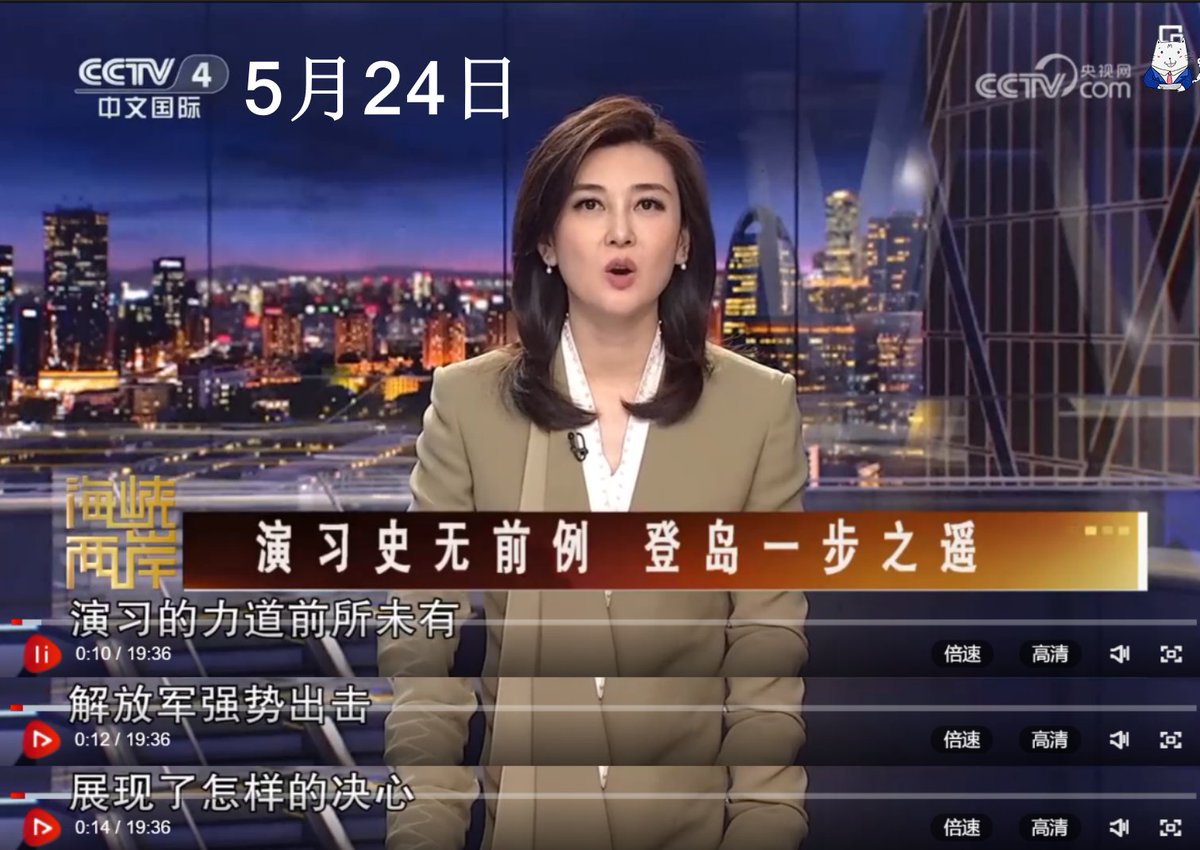 CCTV 4
中文国际
5月24日
CCTV 央视网
com
海峡
两岸
演习史无前例 登岛一步之遥
演习的力道前所未有
0:10 / 19:36
倍速 高清
解放军强势出击
0:12 / 19:36
倍速 高清
展现了怎样的决心
0:14 / 19:36
倍速 高清